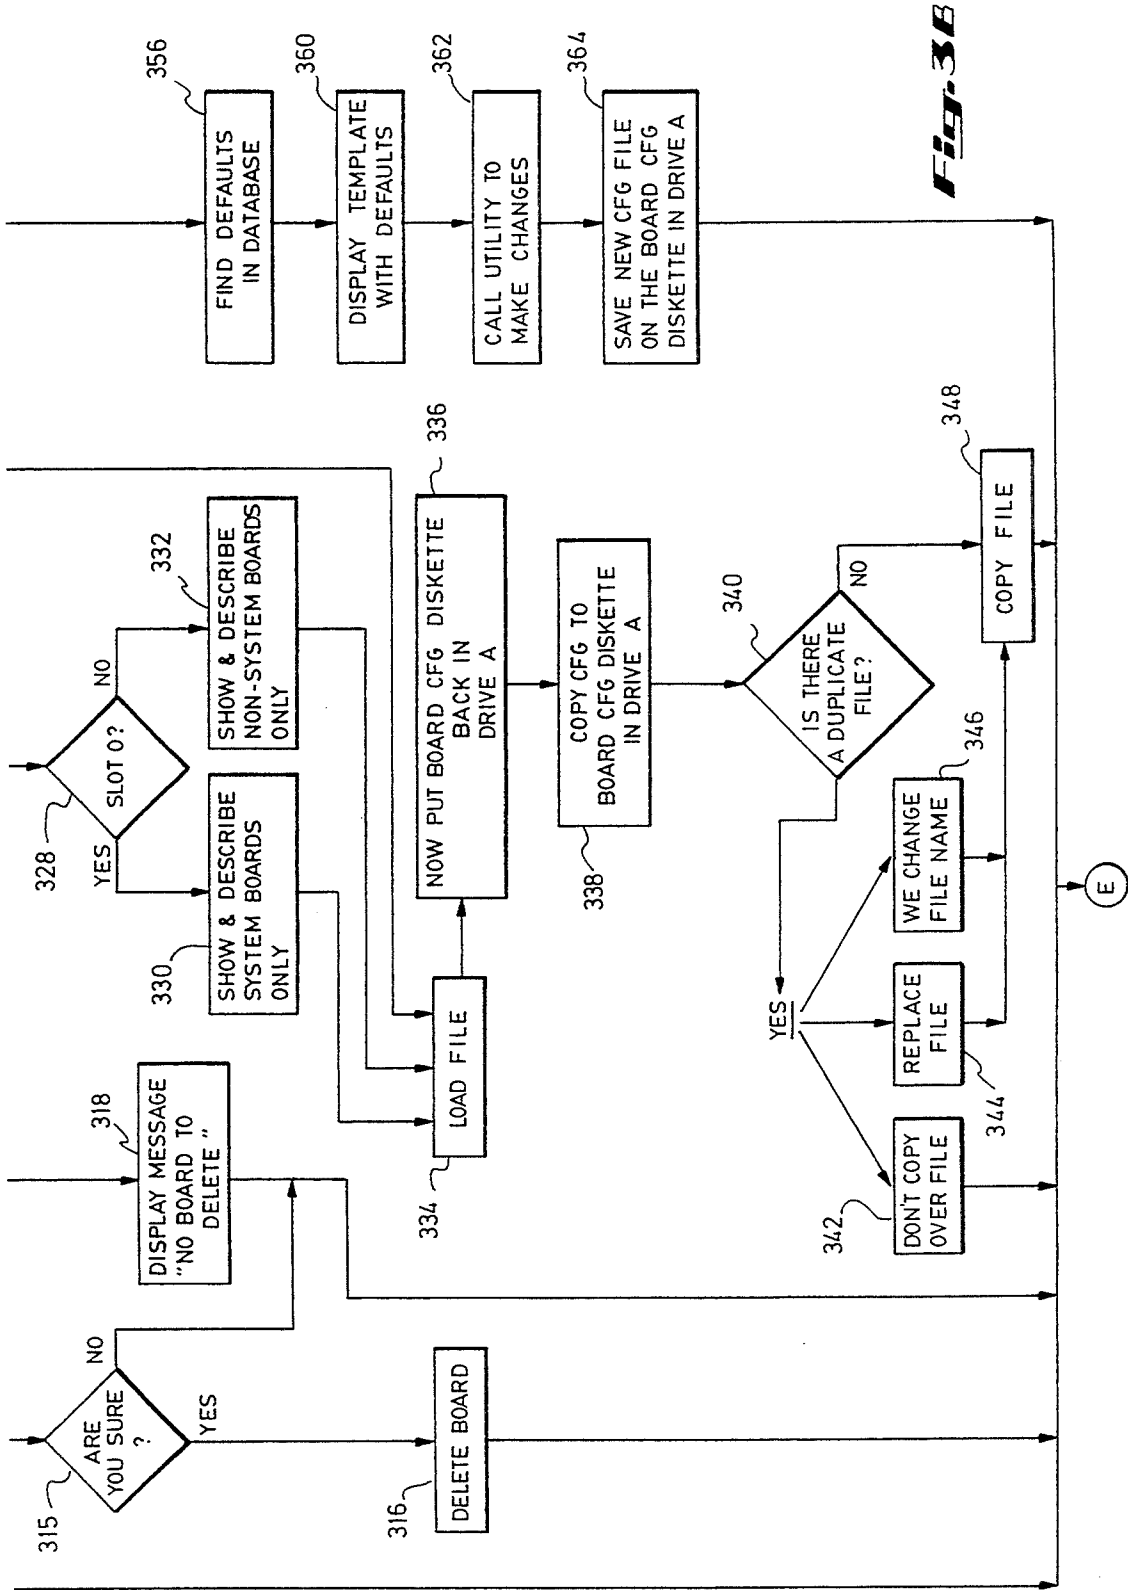 315
ARE
YOU SURE
?
NO
YES
316
DELETE BOARD
318
DISPLAY MESSAGE
"NO BOARD TO
DELETE"
328
SLOT 0?
YES
NO
330
SHOW & DESCRIBE
SYSTEM BOARDS
ONLY
332
SHOW & DESCRIBE
NON-SYSTEM BOARDS
ONLY
334
LOAD FILE
336
NOW PUT BOARD CFG DISKETTE
BACK IN
DRIVE A
338
COPY CFG TO
BOARD CFG DISKETTE
IN DRIVE A
340
IS THERE
A DUPLICATE
FILE?
YES
NO
342
DON'T COPY
OVER FILE
344
REPLACE
FILE
346
WE CHANGE
FILE NAME
348
COPY FILE
356
FIND DEFAULTS
IN DATABASE
360
DISPLAY TEMPLATE
WITH DEFAULTS
362
CALL UTILITY TO
MAKE CHANGES
364
SAVE NEW CFG FILE
ON THE BOARD CFG
DISKETTE IN DRIVE A
E
Fig. 3B